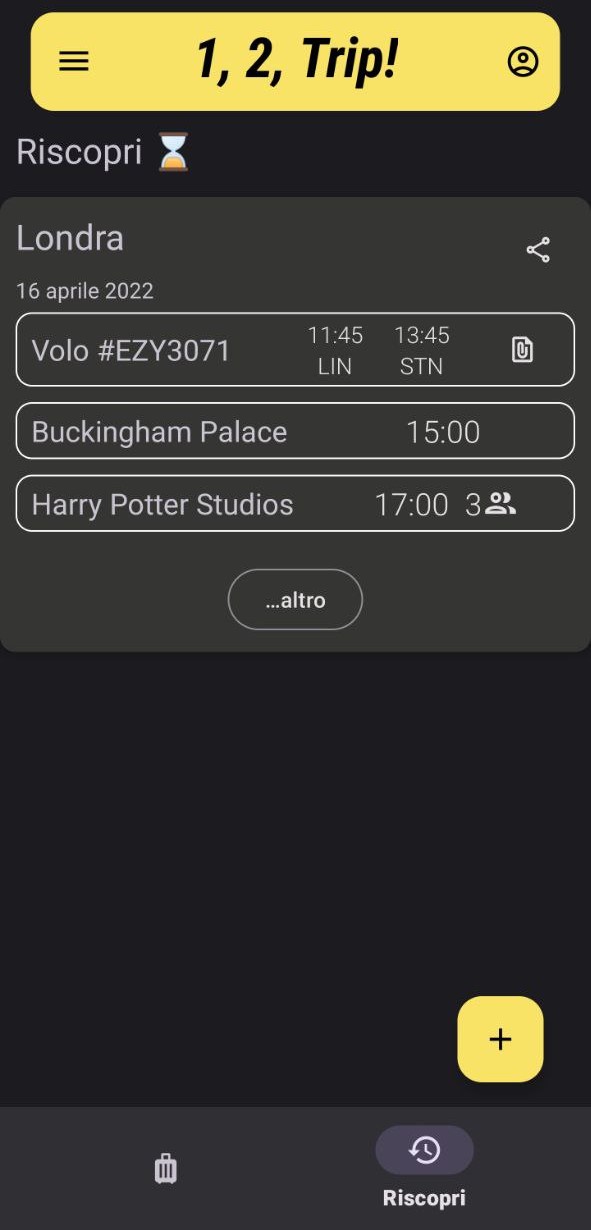 1, 2, Trip!
Riscopri ⏳
Londra
16 aprile 2022
Volo #EZY3071 11:45 13:45
LIN STN
Buckingham Palace 15:00
Harry Potter Studios 17:00 3
...altro
+
Riscopri